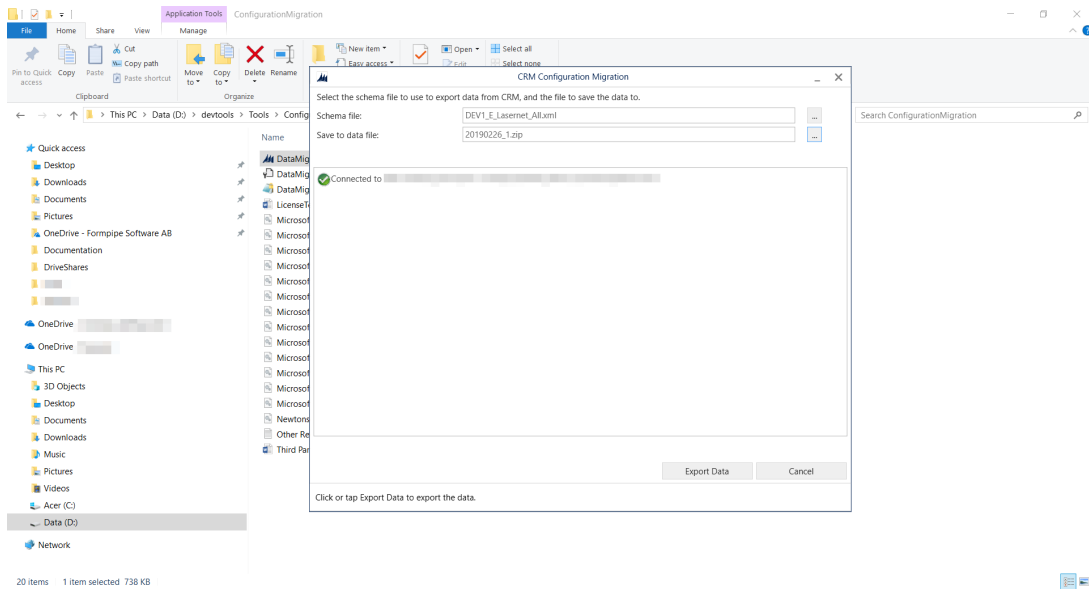 Application Tools
ConfigurationMigration
File
Home
Share
View
Manage
Pin to Quick access
Copy
Paste
Cut
Copy path
Paste shortcut
Move to
Copy to
Delete
Rename
New item
Easy access
Open
Edit
Select all
Select none
Clipboard
Organize
This PC > Data (D:) > devtools > Tools > Config
Search ConfigurationMigration
Quick access
Desktop
Downloads
Documents
Pictures
OneDrive - Formpipe Software AB
Documentation
DriveShares
OneDrive
OneDrive
This PC
3D Objects
Desktop
Documents
Downloads
Music
Pictures
Videos
Acer (C:)
Data (D:)
Network
Name
DataMig
DataMig
DataMig
LicenseT
Microsof
Microsof
Microsof
Microsof
Microsof
Microsof
Microsof
Microsof
Microsof
Microsof
Microsof
Microsof
Microsof
Newtons
Other Re
Third Par
CRM Configuration Migration
Select the schema file to use to export data from CRM, and the file to save the data to.
Schema file:
DEV1_E_Lasernet_All.xml
...
Save to data file:
20190226_1.zip
...
Connected to
Export Data
Cancel
Click or tap Export Data to export the data.
20 items
1 item selected 738 KB